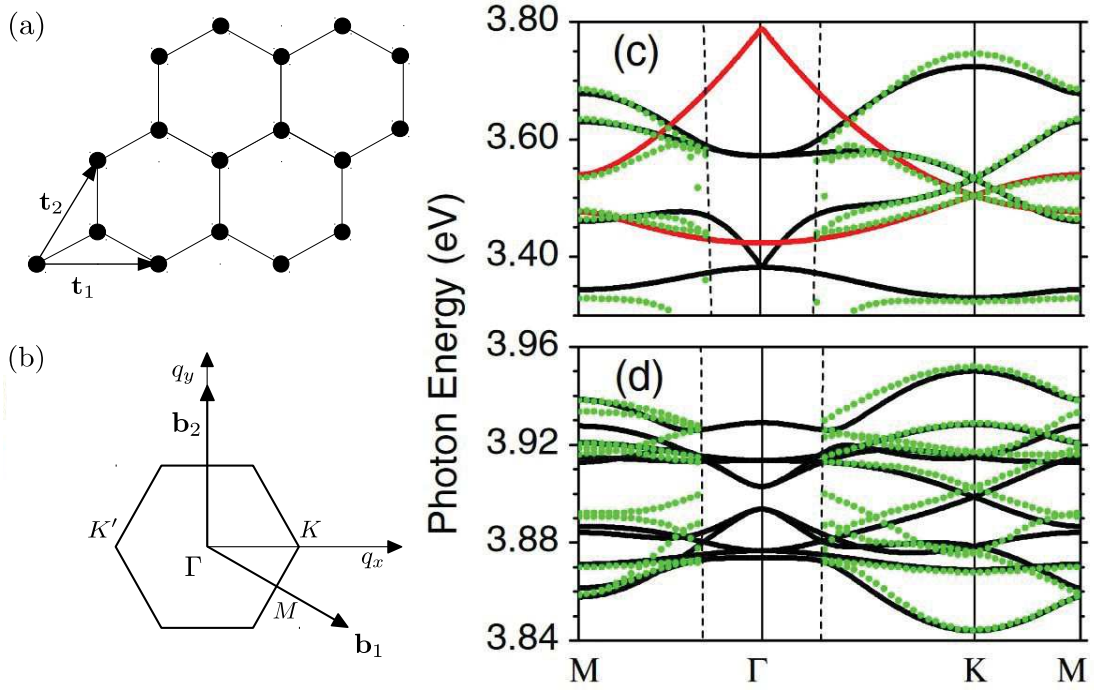 (a)
t2
t1
(b)
qy
b2
K′
K
Γ
qx
M
b1
Photon Energy (eV)
3.80
(c)
3.60
3.40
3.96
(d)
3.92
3.88
3.84
M
Γ
K
M